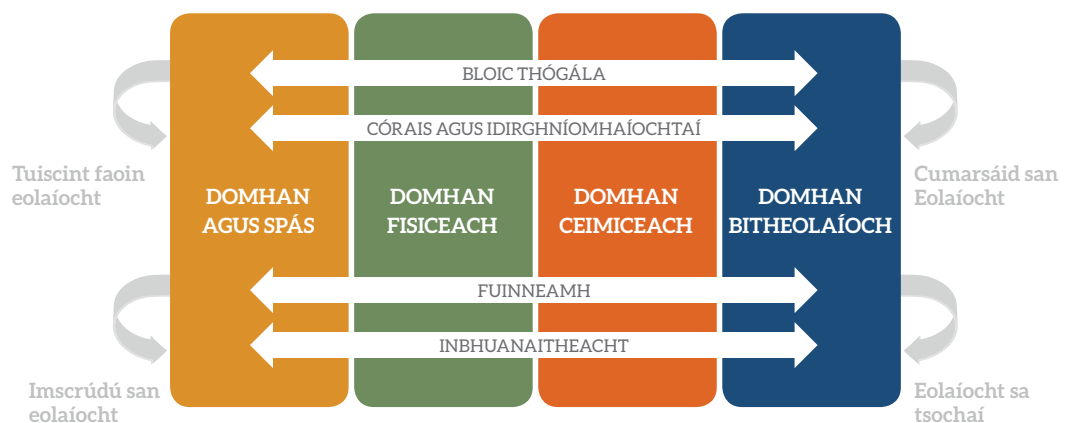 BLOIC THÓGÁLA
CÓRAIS AGUS IDIRGHNÍOMHAÍOCHTAÍ
Tuiscint faoin
eolaíocht
Cumarsáid san
Eolaíocht
DOMHAN
AGUS SPÁS
DOMHAN
FISICEACH
DOMHAN
CEIMICEACH
DOMHAN
BITHEOLAÍOCH
FUINNEAMH
INBHUANAITHEACHT
Imscrúdú san
eolaíocht
Eolaíocht sa
tsochaí